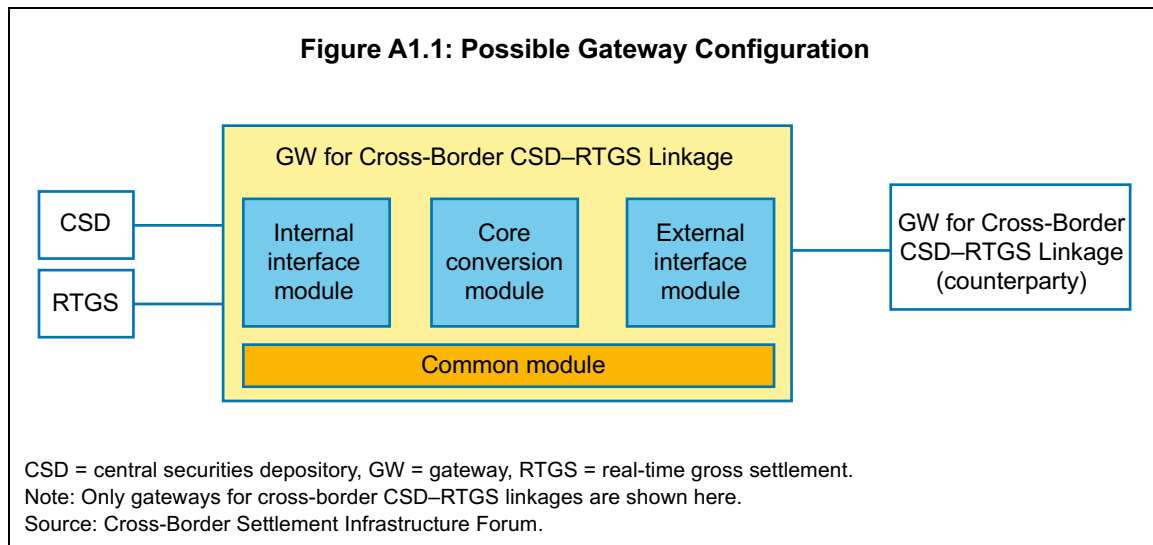 Figure A1.1: Possible Gateway Configuration
GW for Cross-Border CSD–RTGS Linkage
CSD
RTGS
Internal
interface
module
Core
conversion
module
External
interface
module
Common module
GW for Cross-Border
CSD–RTGS Linkage
(counterparty)
CSD = central securities depository, GW = gateway, RTGS = real-time gross settlement.
Note: Only gateways for cross-border CSD–RTGS linkages are shown here.
Source: Cross-Border Settlement Infrastructure Forum.